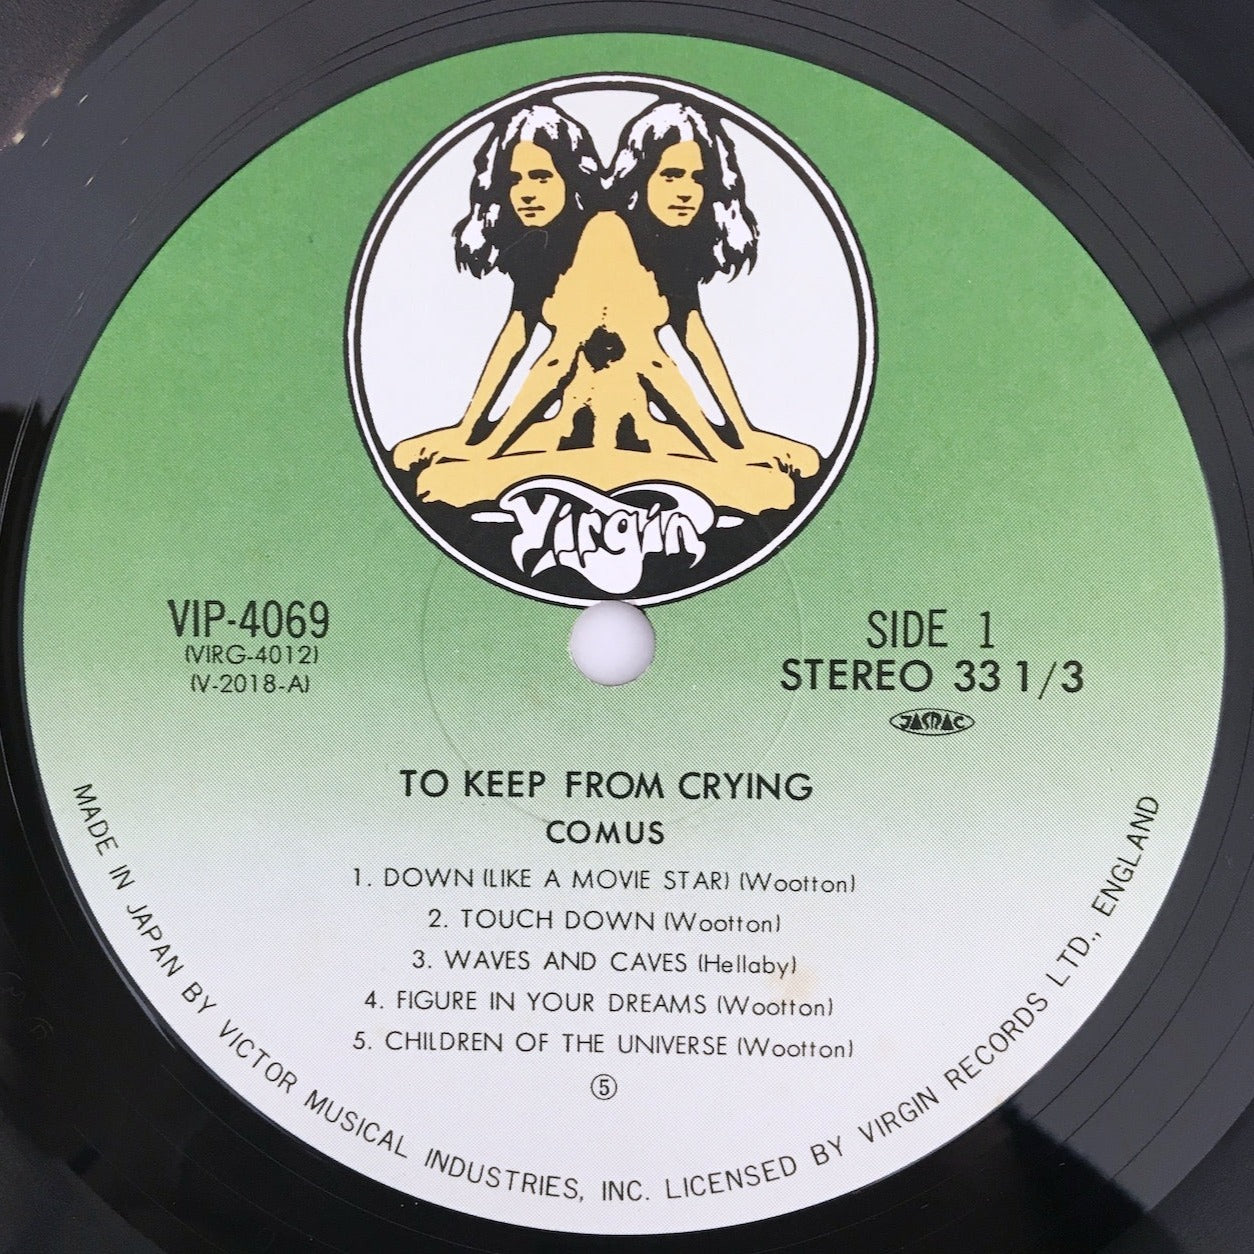 Virgin
VIP-4069
(VIRG-4012)
(V-2018-A)
SIDE 1
STEREO 33 1/3
JASRAC
TO KEEP FROM CRYING
COMUS
1. DOWN (LIKE A MOVIE STAR) (Wootton)
2. TOUCH DOWN (Wootton)
3. WAVES AND CAVES (Hellaby)
4. FIGURE IN YOUR DREAMS (Wootton)
5. CHILDREN OF THE UNIVERSE (Wootton)
⑤
MADE IN JAPAN BY VICTOR MUSICAL INDUSTRIES, INC. LICENSED BY VIRGIN RECORDS LTD., ENGLAND